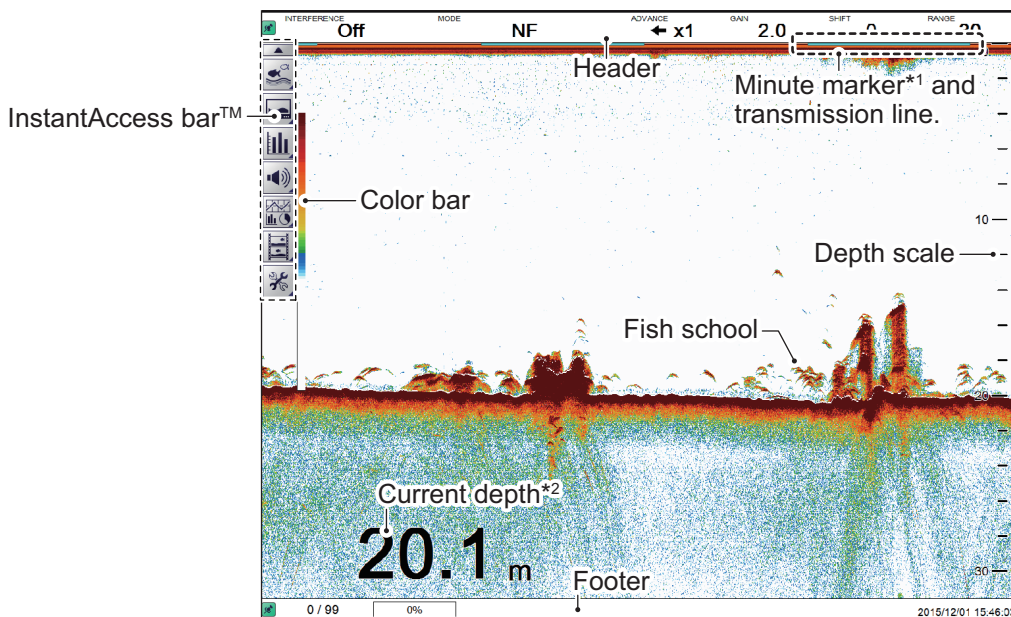 INTERFERENCE MODE ADVANCE GAIN SHIFT RANGE
Off NF x1 2.0 0 30
Header
Minute marker*1 and
transmission line.
InstantAccess bar™
Color bar
10
Depth scale
Fish school
20
Current depth*2
20.1 m
30
Footer
0 / 99 0%
2015/12/01 15:46:03